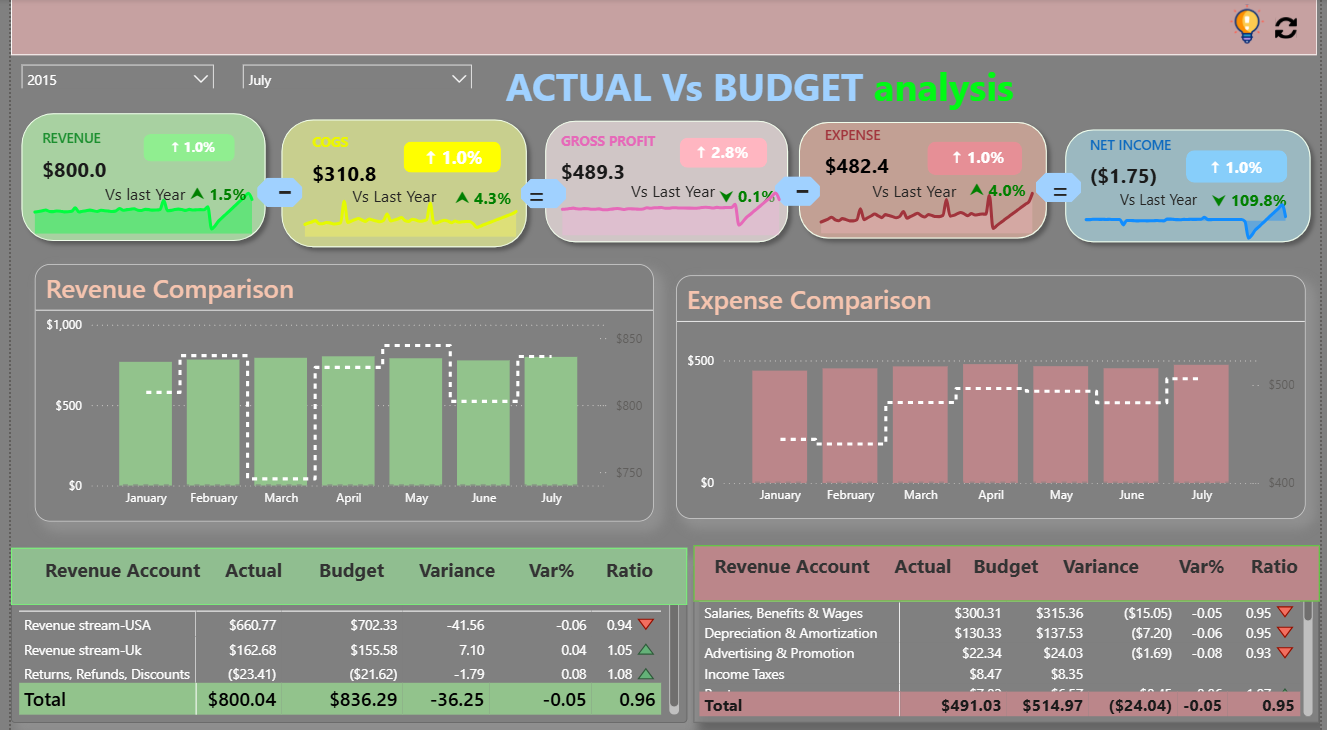 2015
July
ACTUAL Vs BUDGET analysis
REVENUE
↑ 1.0%
$800.0
Vs last Year ▲ 1.5%
COGS
↑ 1.0%
$310.8
Vs Last Year ▲ 4.3%
GROSS PROFIT
↑ 2.8%
$489.3
Vs Last Year ▼ 0.1%
EXPENSE
↑ 1.0%
$482.4
Vs Last Year ▲ 4.0%
NET INCOME
↑ 1.0%
($1.75)
Vs Last Year ▼ 109.8%
−
=
−
=
Revenue Comparison
$1,000
$500
$0
$850
$800
$750
January February March April May June July
Expense Comparison
$500
$0
$500
$400
January February March April May June July
Revenue Account Actual Budget Variance Var% Ratio
Revenue stream-USA $660.77 $702.33 -41.56 -0.06 0.94
Revenue stream-Uk $162.68 $155.58 7.10 0.04 1.05
Returns, Refunds, Discounts ($23.41) ($21.62) -1.79 0.08 1.08
Total $800.04 $836.29 -36.25 -0.05 0.96
Revenue Account Actual Budget Variance Var% Ratio
Salaries, Benefits & Wages $300.31 $315.36 ($15.05) -0.05 0.95
Depreciation & Amortization $130.33 $137.53 ($7.20) -0.06 0.95
Advertising & Promotion $22.34 $24.03 ($1.69) -0.08 0.93
Income Taxes $8.47 $8.35
Total $491.03 $514.97 ($24.04) -0.05 0.95